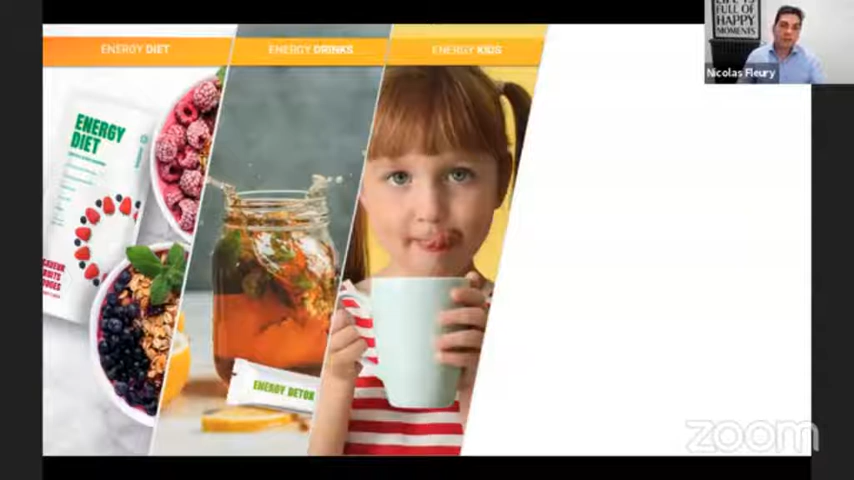 ENERGY DIET
ENERGY DRINKS
ENERGY KIDS
LIFE IS
FULL OF
HAPPY
MOMENTS
Nicolas Fleury
ENERGY
DIET
ENERGY DETOX
zoom